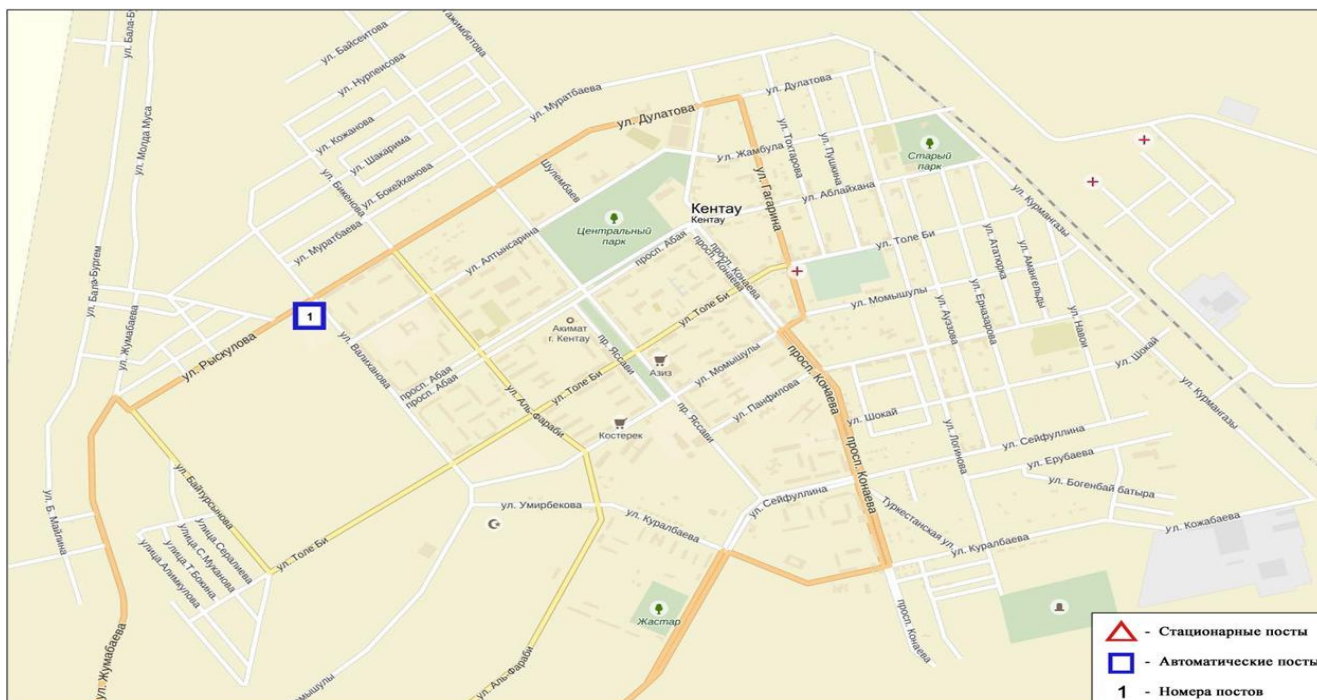 ул. Бала-Б
ул. Байсеитова
ул. Нурпеисова
ул. Молда Муса
ул. Кожанова
ул. Шакарима
ул. Бикенова
ул. Бокейханова
ул. Муратбаева
ул. Муратбаева
ул. Дулатова
ул. Дулатова
Шулембаев
ул. Жамбула
ул. Тохтарова
ул. Пушкина
Старый
парк
ул. Гагарина
ул. Аблайхана
ул. Курмангазы
Кентау
Кентау
Центральный
парк
просп. Абая
просп. Конаева
просп. Конаева
ул. Алтынсарина
ул. Толе Би
ул. Толе Би
ул. Момышулы
ул. Ататюрка
ул. Амангельды
ул. Ауэзова
ул. Ерназарова
ул. Навои
ул. Бала-Бургем
ул. Жумабаева
1
ул. Рыскулова
ул. Валиханова
Акимат
г. Кентау
пр. Яссави
Азиз
ул. Момышулы
ул. Шокай
ул. Курмангазы
просп. Абая
просп. Абая
ул. Аль-Фараби
ул. Толе Би
Костерек
пр. Яссави
ул. Панфилова
просп. Конаева
ул. Шокай
ул. Логинова
ул. Сейфуллина
ул. Ерубаева
ул. Богенбай батыра
просп. Конаева
ул. Сейфуллина
Туркестанская ул.
ул. Кожабаева
ул. Куралбаева
ул. Умирбекова
ул. Куралбаева
ул. Байтурсынова
ул. Б. Майлина
ул. Толе Би
улица.Сералиева
улица.С.Муканова
улица.Т.Бокина
улица.Алимкулова
ул. Жумабаева
Жастар
просп. Конаева
ул. Аль-Фараби
- Стационарные посты
- Автоматические посты
1 - Номера постов